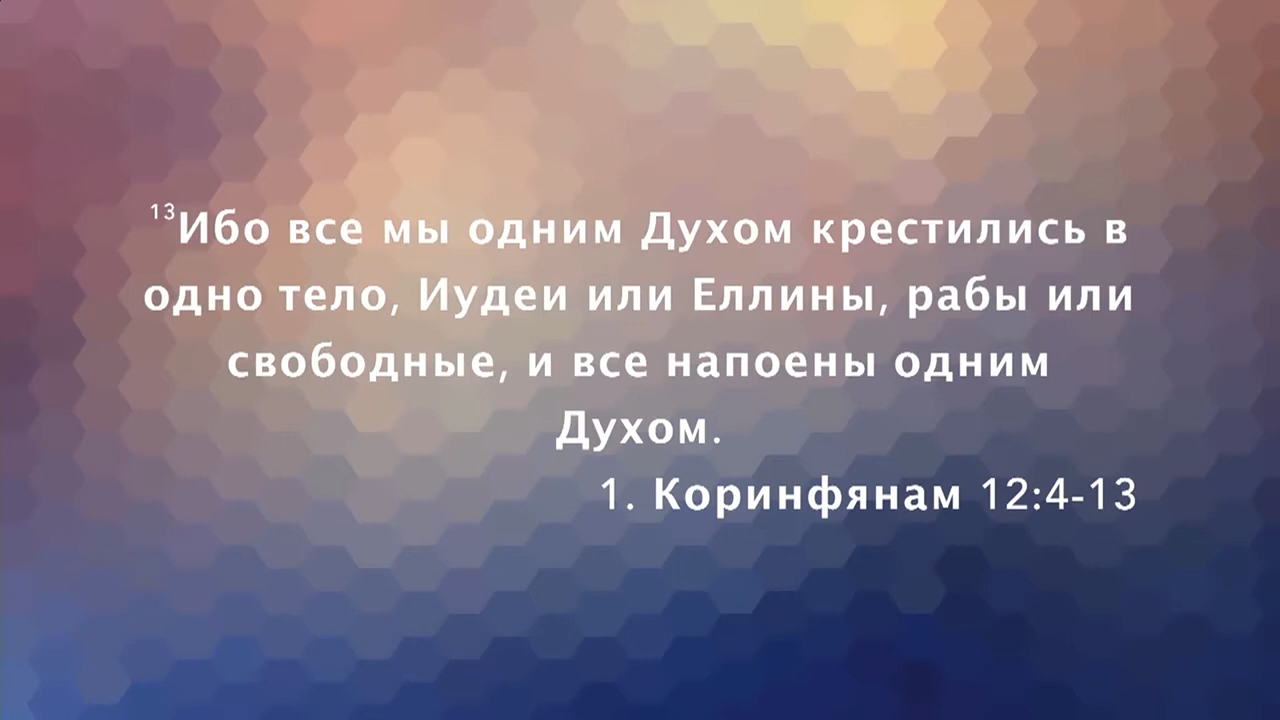 13Ибо все мы одним Духом крестились в
одно тело, Иудеи или Еллины, рабы или
свободные, и все напоены одним
Духом.
1. Коринфянам 12:4-13